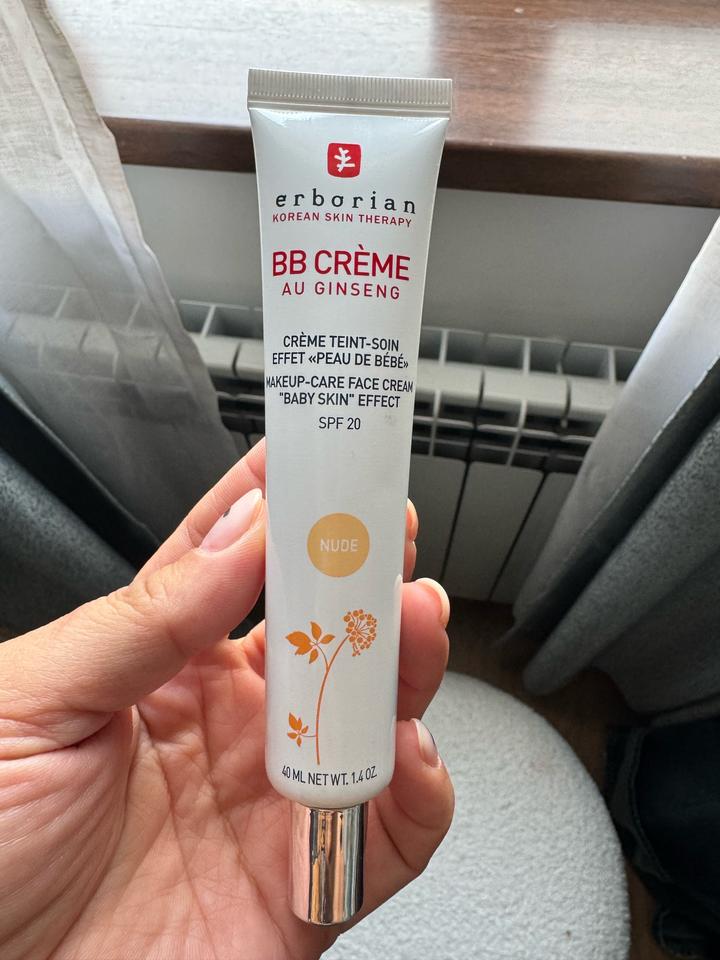 erborian
KOREAN SKIN THERAPY
BB CRÈME
AU GINSENG
CRÈME TEINT-SOIN
EFFET «PEAU DE BÉBÉ»
MAKEUP-CARE FACE CREAM
"BABY SKIN" EFFECT
SPF 20
NUDE
40 ML NET WT. 1.4 OZ.